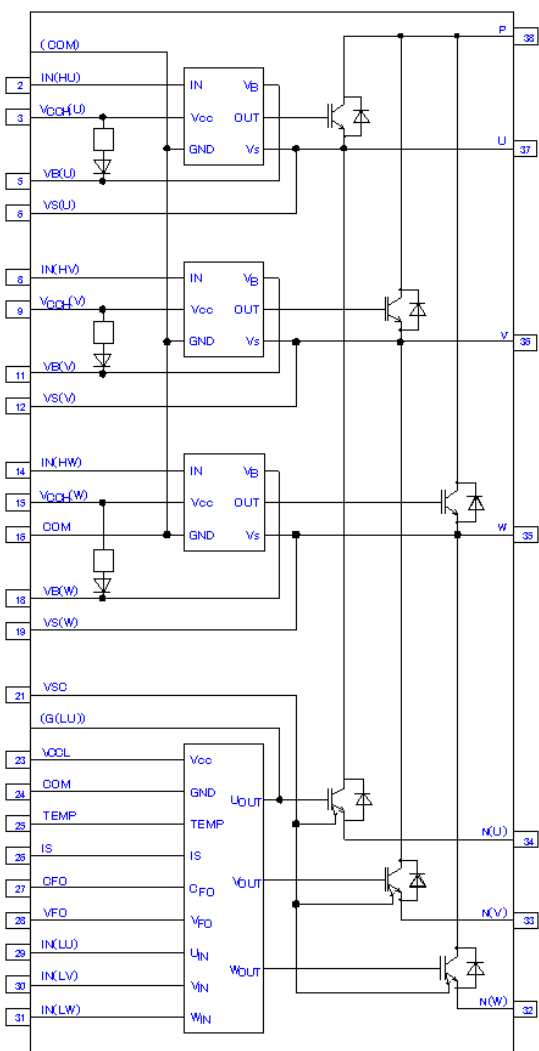 P
38
(COM)
2 IN(HU) IN VB
3 VCCH(U) Vcc OUT
GND Vs U 37
5 VB(U)
6 VS(U)
8 IN(HV) IN VB
9 VCCH(V) Vcc OUT
GND Vs V 36
11 VB(V)
12 VS(V)
14 IN(HW) IN VB
15 VCCH(W) Vcc OUT
16 COM GND Vs W 35
18 VB(W)
19 VS(W)
21 VSC
(G(LU))
23 VCCL Vcc
24 COM GND UOUT
25 TEMP TEMP
N(U) 34
26 IS IS
27 CFO CFO VOUT
28 VFO VFO N(V) 33
29 IN(LU) UIN
WOUT
30 IN(LV) VIN
31 IN(LW) WIN N(W) 32